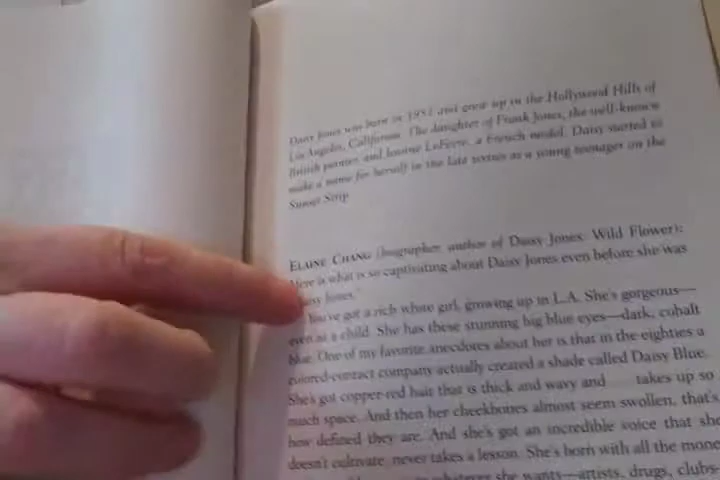 Daisy Jones was born in 1951 and grew up in the Hollywood Hills of
Los Angeles, California. The daughter of Frank Jones, the well-known
British painter, and Jeanne LeFevre, a French model, Daisy started to
make a name for herself in the late sixties as a young teenager on the
Sunset Strip.
ELAINE CHANG (biographer, author of Daisy Jones: Wild Flower):
Here is what is so captivating about Daisy Jones even before she was
"Daisy Jones."
You've got a rich white girl, growing up in L.A. She's gorgeous—
even as a child. She has these stunning big blue eyes—dark, cobalt
blue. One of my favorite anecdotes about her is that in the eighties a
colored-contact company actually created a shade called Daisy Blue.
She's got copper-red hair that is thick and wavy and takes up so
much space. And then her cheekbones almost seem swollen, that's
how defined they are. And she's got an incredible voice that she
doesn't cultivate, never takes a lesson. She's born with all the mone
whatever she wants—artists, drugs, clubs